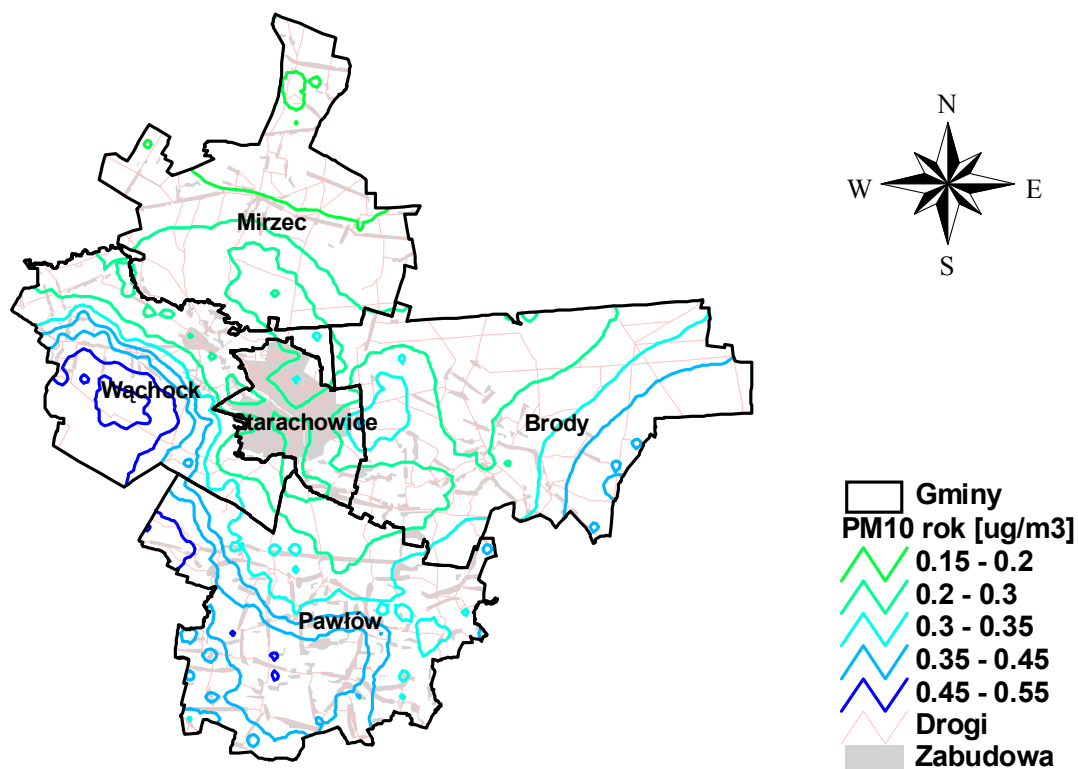 N
W E
S
Mirzec
Wąchock
Starachowice
Brody
Pawłów
Gminy
PM10 rok [ug/m3]
0.15 - 0.2
0.2 - 0.3
0.3 - 0.35
0.35 - 0.45
0.45 - 0.55
Drogi
Zabudowa